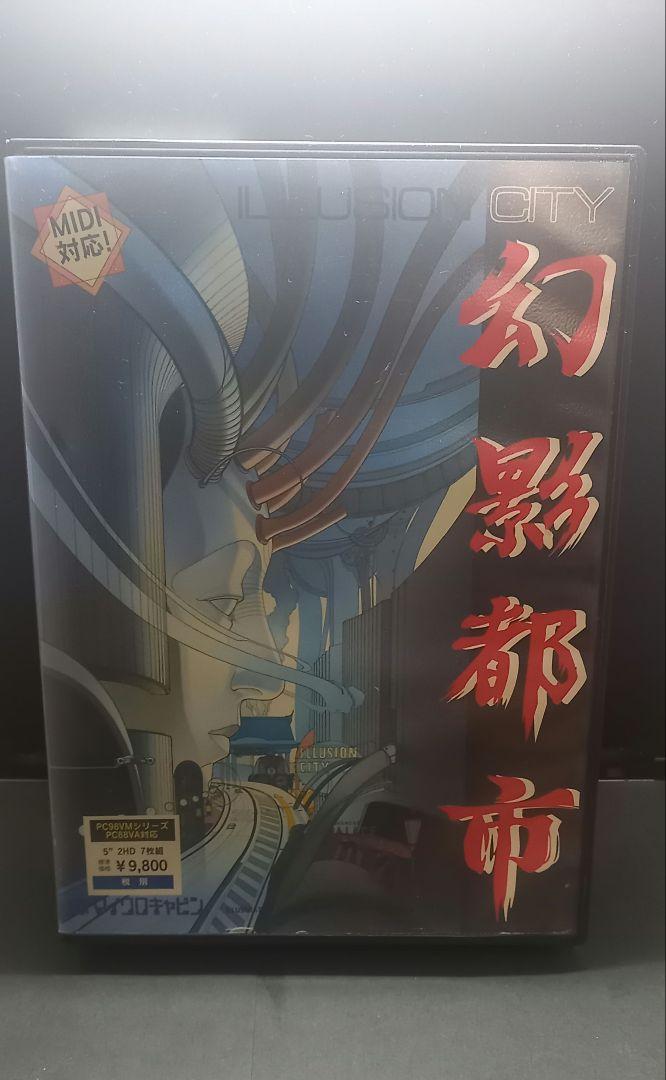 ILLUSION CITY
MIDI
対応!
幻影都市
ILLUSION
CITY
PC98VMシリーズ
PC88VA対応
5" 2HD 7枚組
標準
価格 ¥9,800
税別
マイクロキャビン